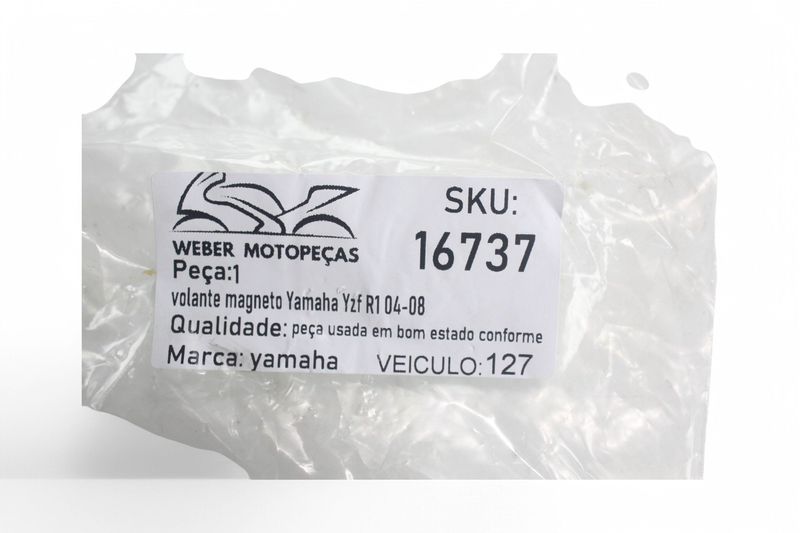 WEBER MOTOPEÇAS
SKU:
16737
Peça:1
volante magneto Yamaha Yzf R1 04-08
Qualidade: peça usada em bom estado conforme
Marca: yamaha VEICULO: 127